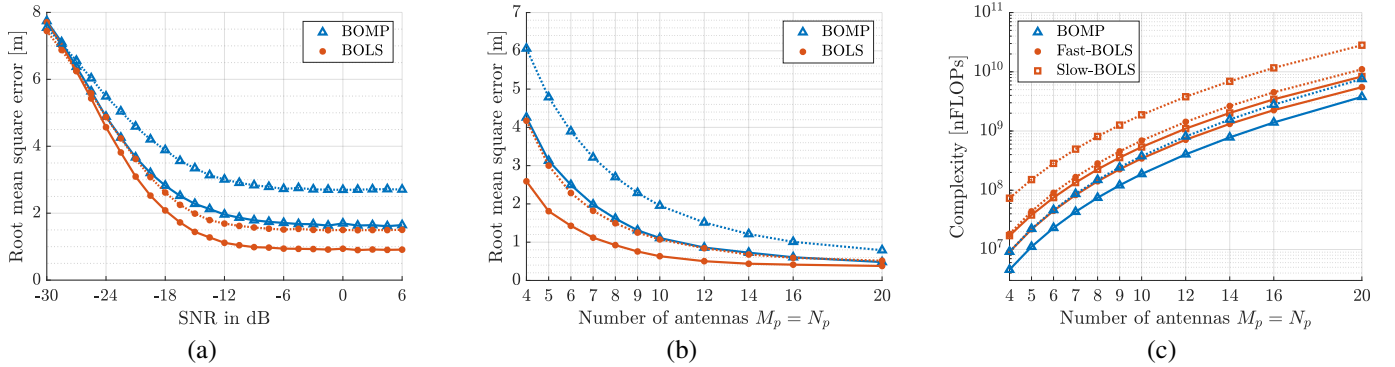 Root mean square error [m]
8
6
4
2
0
-30
-24
-18
-12
-6
0
6
SNR in dB
BOMP
BOLS
(a)
Root mean square error [m]
7
6
5
4
3
2
1
0
4
5
6
7
8
9
10
12
14
16
20
Number of antennas M_p = N_p
BOMP
BOLS
(b)
Complexity [nFLOPs]
10^11
10^10
10^9
10^8
10^7
4
5
6
7
8
9
10
12
14
16
20
Number of antennas M_p = N_p
BOMP
Fast-BOLS
Slow-BOLS
(c)